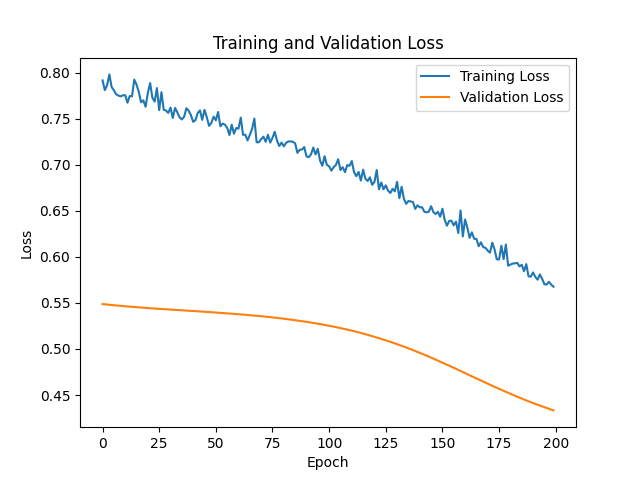 Training and Validation Loss
Training Loss
Validation Loss
0.80
0.75
0.70
0.65
0.60
0.55
0.50
0.45
Loss
0 25 50 75 100 125 150 175 200
Epoch